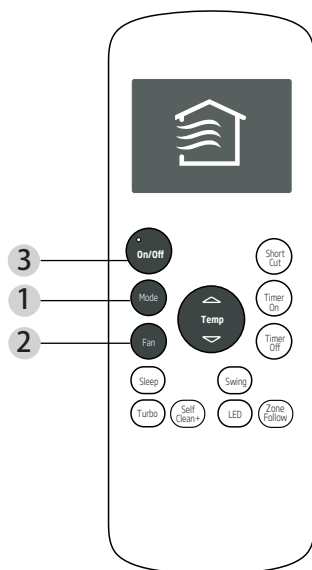 On/Off
Short
Cut
3
1
Mode
Timer
On
Temp
2
Fan
Timer
Off
Sleep
Swing
Turbo
Self
Clean+
LED
Zone
Follow